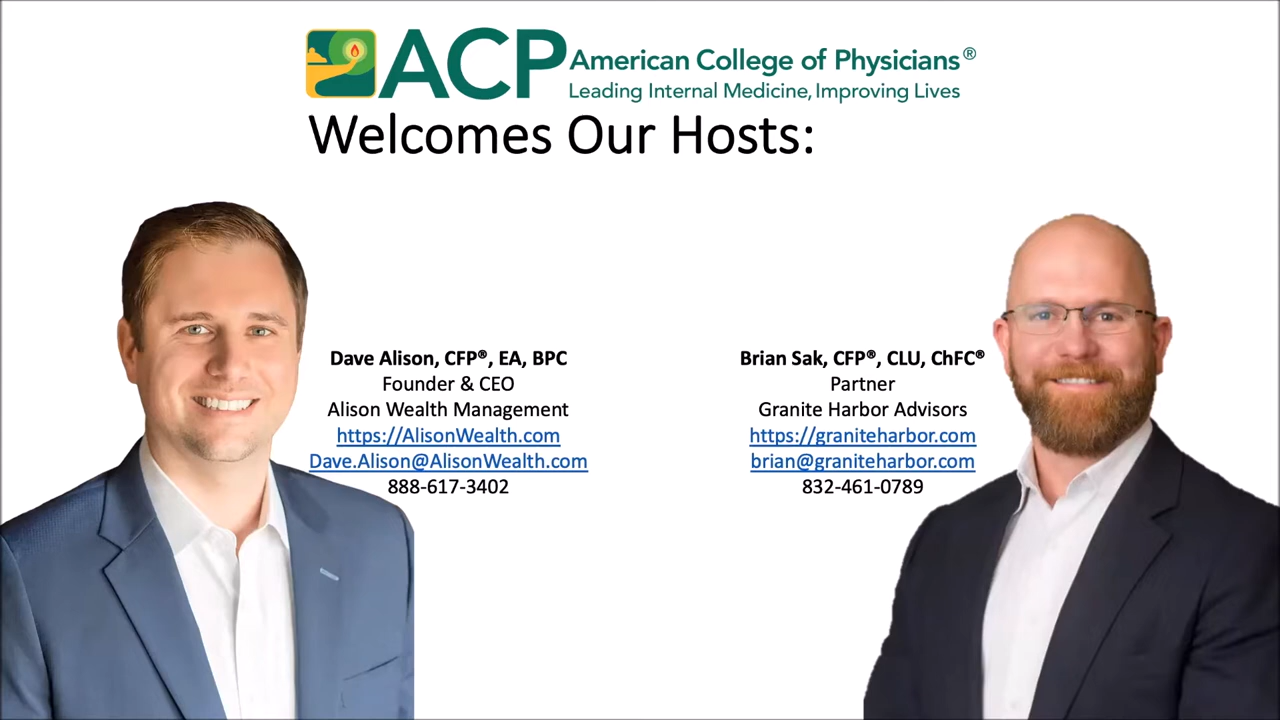 ACP American College of Physicians®
Leading Internal Medicine, Improving Lives
Welcomes Our Hosts:
Dave Alison, CFP®, EA, BPC
Founder & CEO
Alison Wealth Management
https://AlisonWealth.com
Dave.Alison@AlisonWealth.com
888-617-3402
Brian Sak, CFP®, CLU, ChFC®
Partner
Granite Harbor Advisors
https://graniteharbor.com
brian@graniteharbor.com
832-461-0789